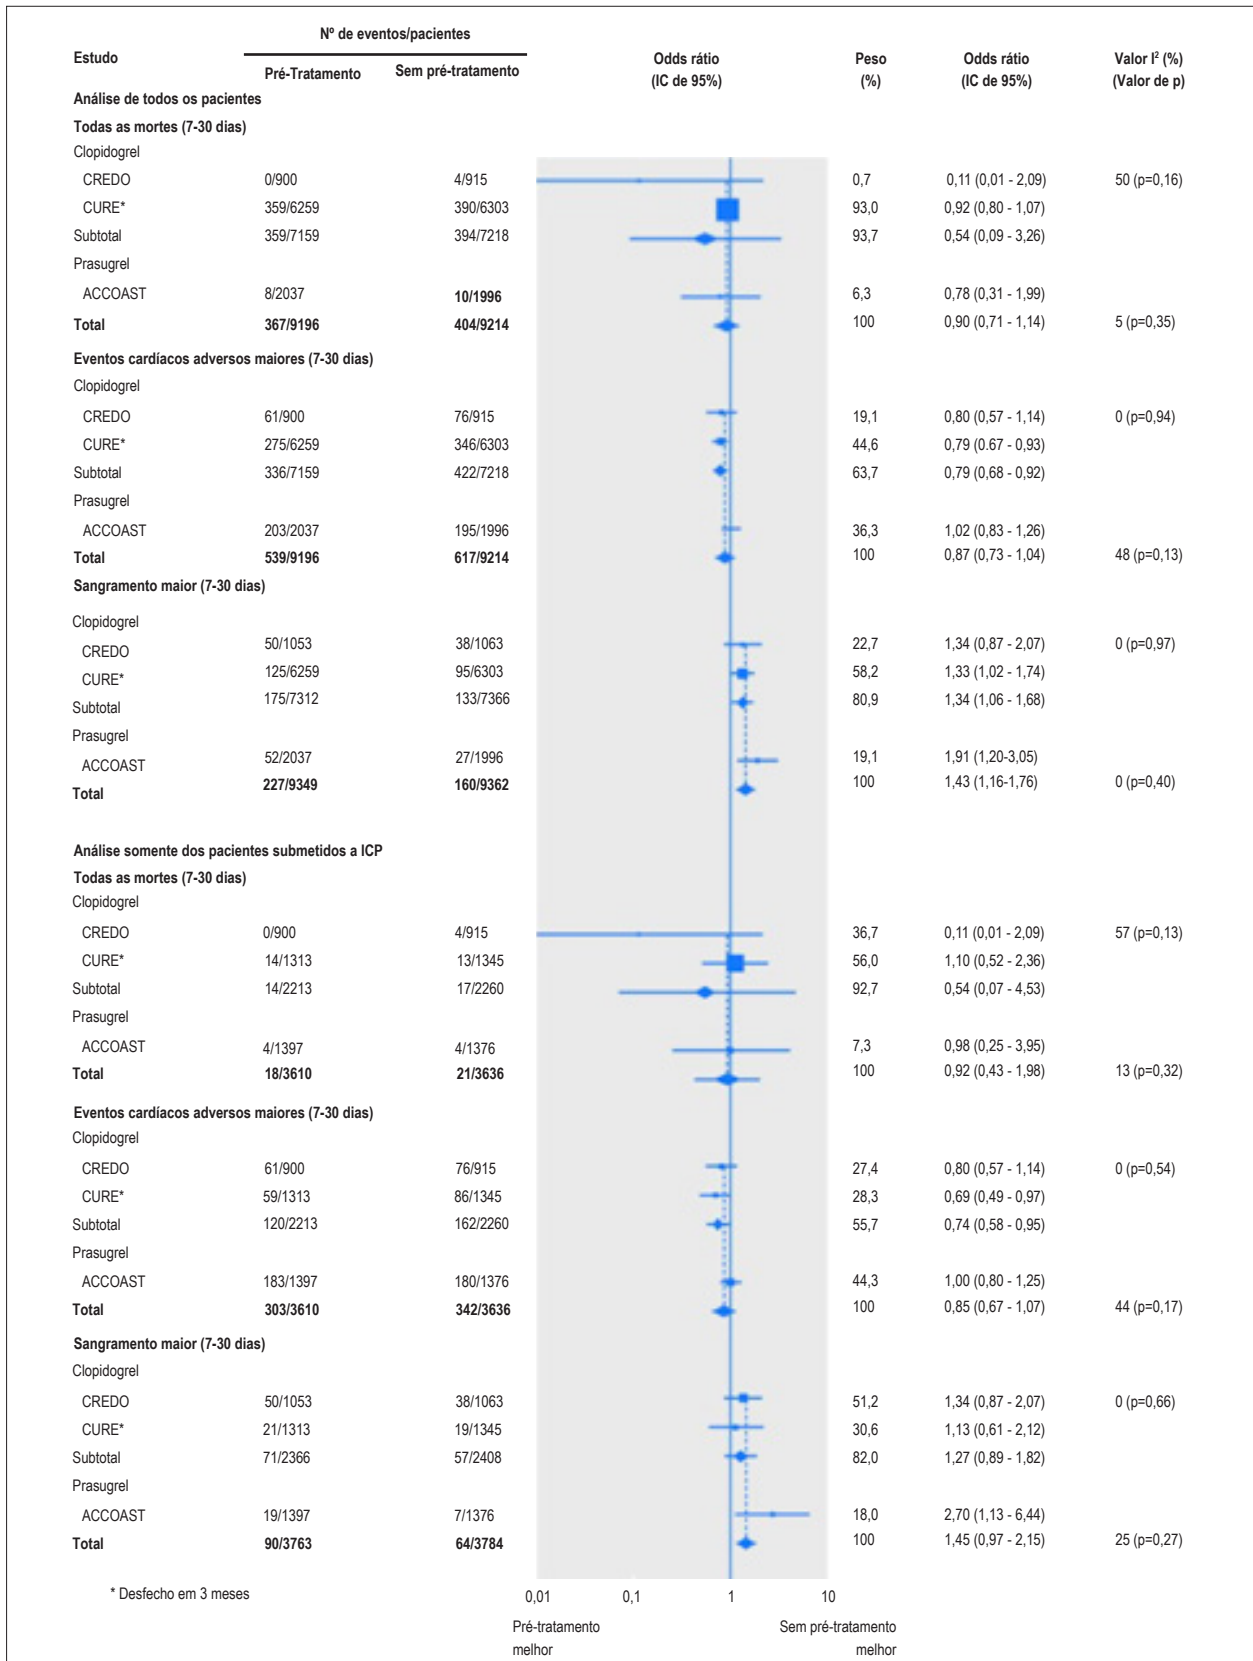 Nº de eventos/pacientes
Estudo Pré-Tratamento Sem pré-tratamento Odds rátio (IC de 95%) Peso (%) Odds rátio (IC de 95%) Valor I² (%) (Valor de p)
Análise de todos os pacientes
Todas as mortes (7-30 dias)
Clopidogrel
CREDO 0/900 4/915 0,7 0,11 (0,01 - 2,09) 50 (p=0,16)
CURE* 359/6259 390/6303 93,0 0,92 (0,80 - 1,07)
Subtotal 359/7159 394/7218 93,7 0,54 (0,09 - 3,26)
Prasugrel
ACCOAST 8/2037 10/1996 6,3 0,78 (0,31 - 1,99)
Total 367/9196 404/9214 100 0,90 (0,71 - 1,14) 5 (p=0,35)
Eventos cardíacos adversos maiores (7-30 dias)
Clopidogrel
CREDO 61/900 76/915 19,1 0,80 (0,57 - 1,14) 0 (p=0,94)
CURE* 275/6259 346/6303 44,6 0,79 (0.67 - 0,93)
Subtotal 336/7159 422/7218 63,7 0,79 (0,68 - 0,92)
Prasugrel
ACCOAST 203/2037 195/1996 36,3 1,02 (0,83 - 1,26)
Total 539/9196 617/9214 100 0,87 (0,73 - 1,04) 48 (p=0,13)
Sangramento maior (7-30 dias)
Clopidogrel
CREDO 50/1053 38/1063 22,7 1,34 (0,87 - 2,07) 0 (p=0,97)
CURE* 125/6259 95/6303 58,2 1,33 (1,02 - 1,74)
Subtotal 175/7312 133/7366 80,9 1,34 (1,06 - 1,68)
Prasugrel
ACCOAST 52/2037 27/1996 19,1 1,91 (1,20-3,05)
Total 227/9349 160/9362 100 1,43 (1,16-1,76) 0 (p=0,40)
Análise somente dos pacientes submetidos a ICP
Todas as mortes (7-30 dias)
Clopidogrel
CREDO 0/900 4/915 36,7 0,11 (0,01 - 2,09) 57 (p=0,13)
CURE* 14/1313 13/1345 56,0 1,10 (0,52 - 2,36)
Subtotal 14/2213 17/2260 92,7 0,54 (0,07 - 4,53)
Prasugrel
ACCOAST 4/1397 4/1376 7,3 0,98 (0,25 - 3,95)
Total 18/3610 21/3636 100 0,92 (0,43 - 1,98) 13 (p=0,32)
Eventos cardíacos adversos maiores (7-30 dias)
Clopidogrel
CREDO 61/900 76/915 27,4 0,80 (0,57 - 1,14) 0 (p=0,54)
CURE* 59/1313 86/1345 28,3 0,69 (0,49 - 0,97)
Subtotal 120/2213 162/2260 55,7 0,74 (0,58 - 0,95)
Prasugrel
ACCOAST 183/1397 180/1376 44,3 1,00 (0,80 - 1,25)
Total 303/3610 342/3636 100 0,85 (0,67 - 1,07) 44 (p=0,17)
Sangramento maior (7-30 dias)
Clopidogrel
CREDO 50/1053 38/1063 51,2 1,34 (0,87 - 2,07) 0 (p=0,66)
CURE* 21/1313 19/1345 30,6 1,13 (0,61 - 2,12)
Subtotal 71/2366 57/2408 82,0 1,27 (0,89 - 1,82)
Prasugrel
ACCOAST 19/1397 7/1376 18,0 2,70 (1,13 - 6,44)
Total 90/3763 64/3784 100 1,45 (0,97 - 2,15) 25 (p=0,27)
* Desfecho em 3 meses
0,01 0,1 1 10
Pré-tratamento melhor
Sem pré-tratamento melhor